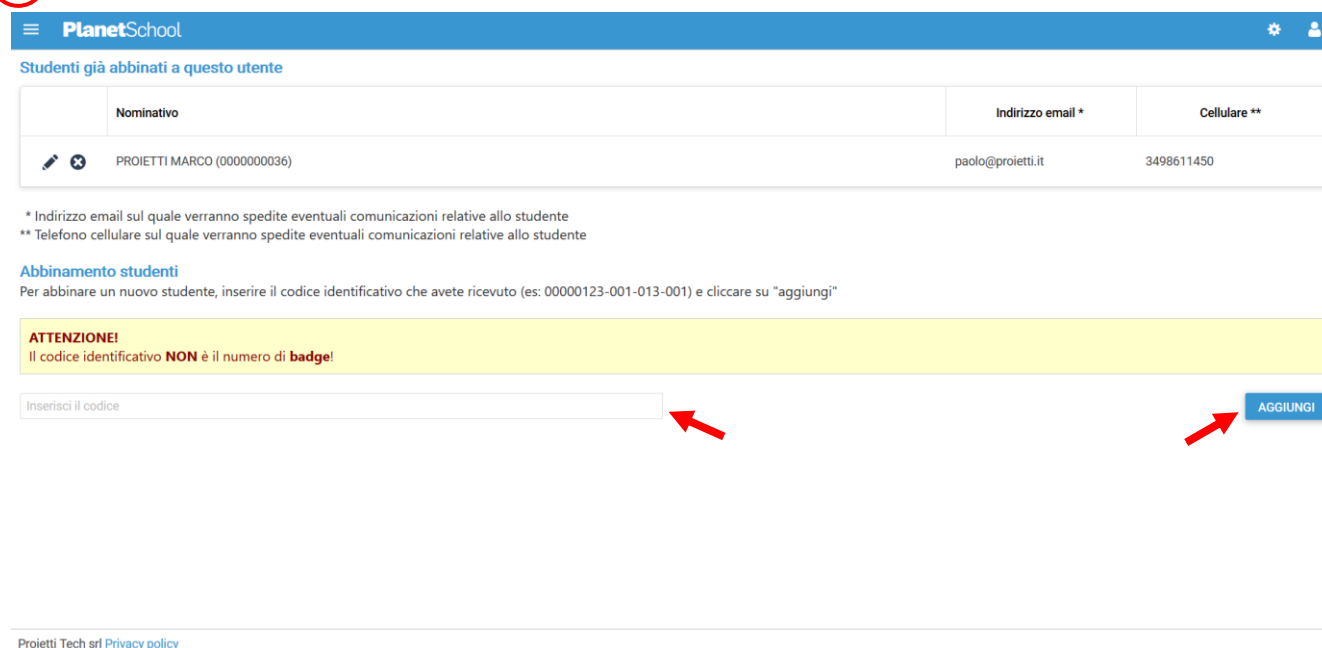 PlanetSchool
Studenti già abbinati a questo utente
Nominativo Indirizzo email * Cellulare **
PROIETTI MARCO (0000000036) paolo@proietti.it 3498611450
* Indirizzo email sul quale verranno spedite eventuali comunicazioni relative allo studente
** Telefono cellulare sul quale verranno spedite eventuali comunicazioni relative allo studente
Abbinamento studenti
Per abbinare un nuovo studente, inserire il codice identificativo che avete ricevuto (es: 00000123-001-013-001) e cliccare su "aggiungi"
ATTENZIONE!
Il codice identificativo NON è il numero di badge!
Inserisci il codice AGGIUNGI
Proietti Tech srl Privacy policy